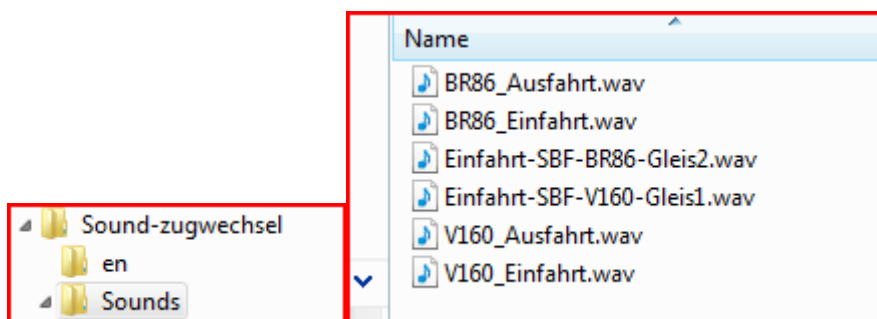 Name
BR86_Ausfahrt.wav
BR86_Einfahrt.wav
Einfahrt-SBF-BR86-Gleis2.wav
Einfahrt-SBF-V160-Gleis1.wav
V160_Ausfahrt.wav
V160_Einfahrt.wav
Sound-zugwechsel
en
Sounds